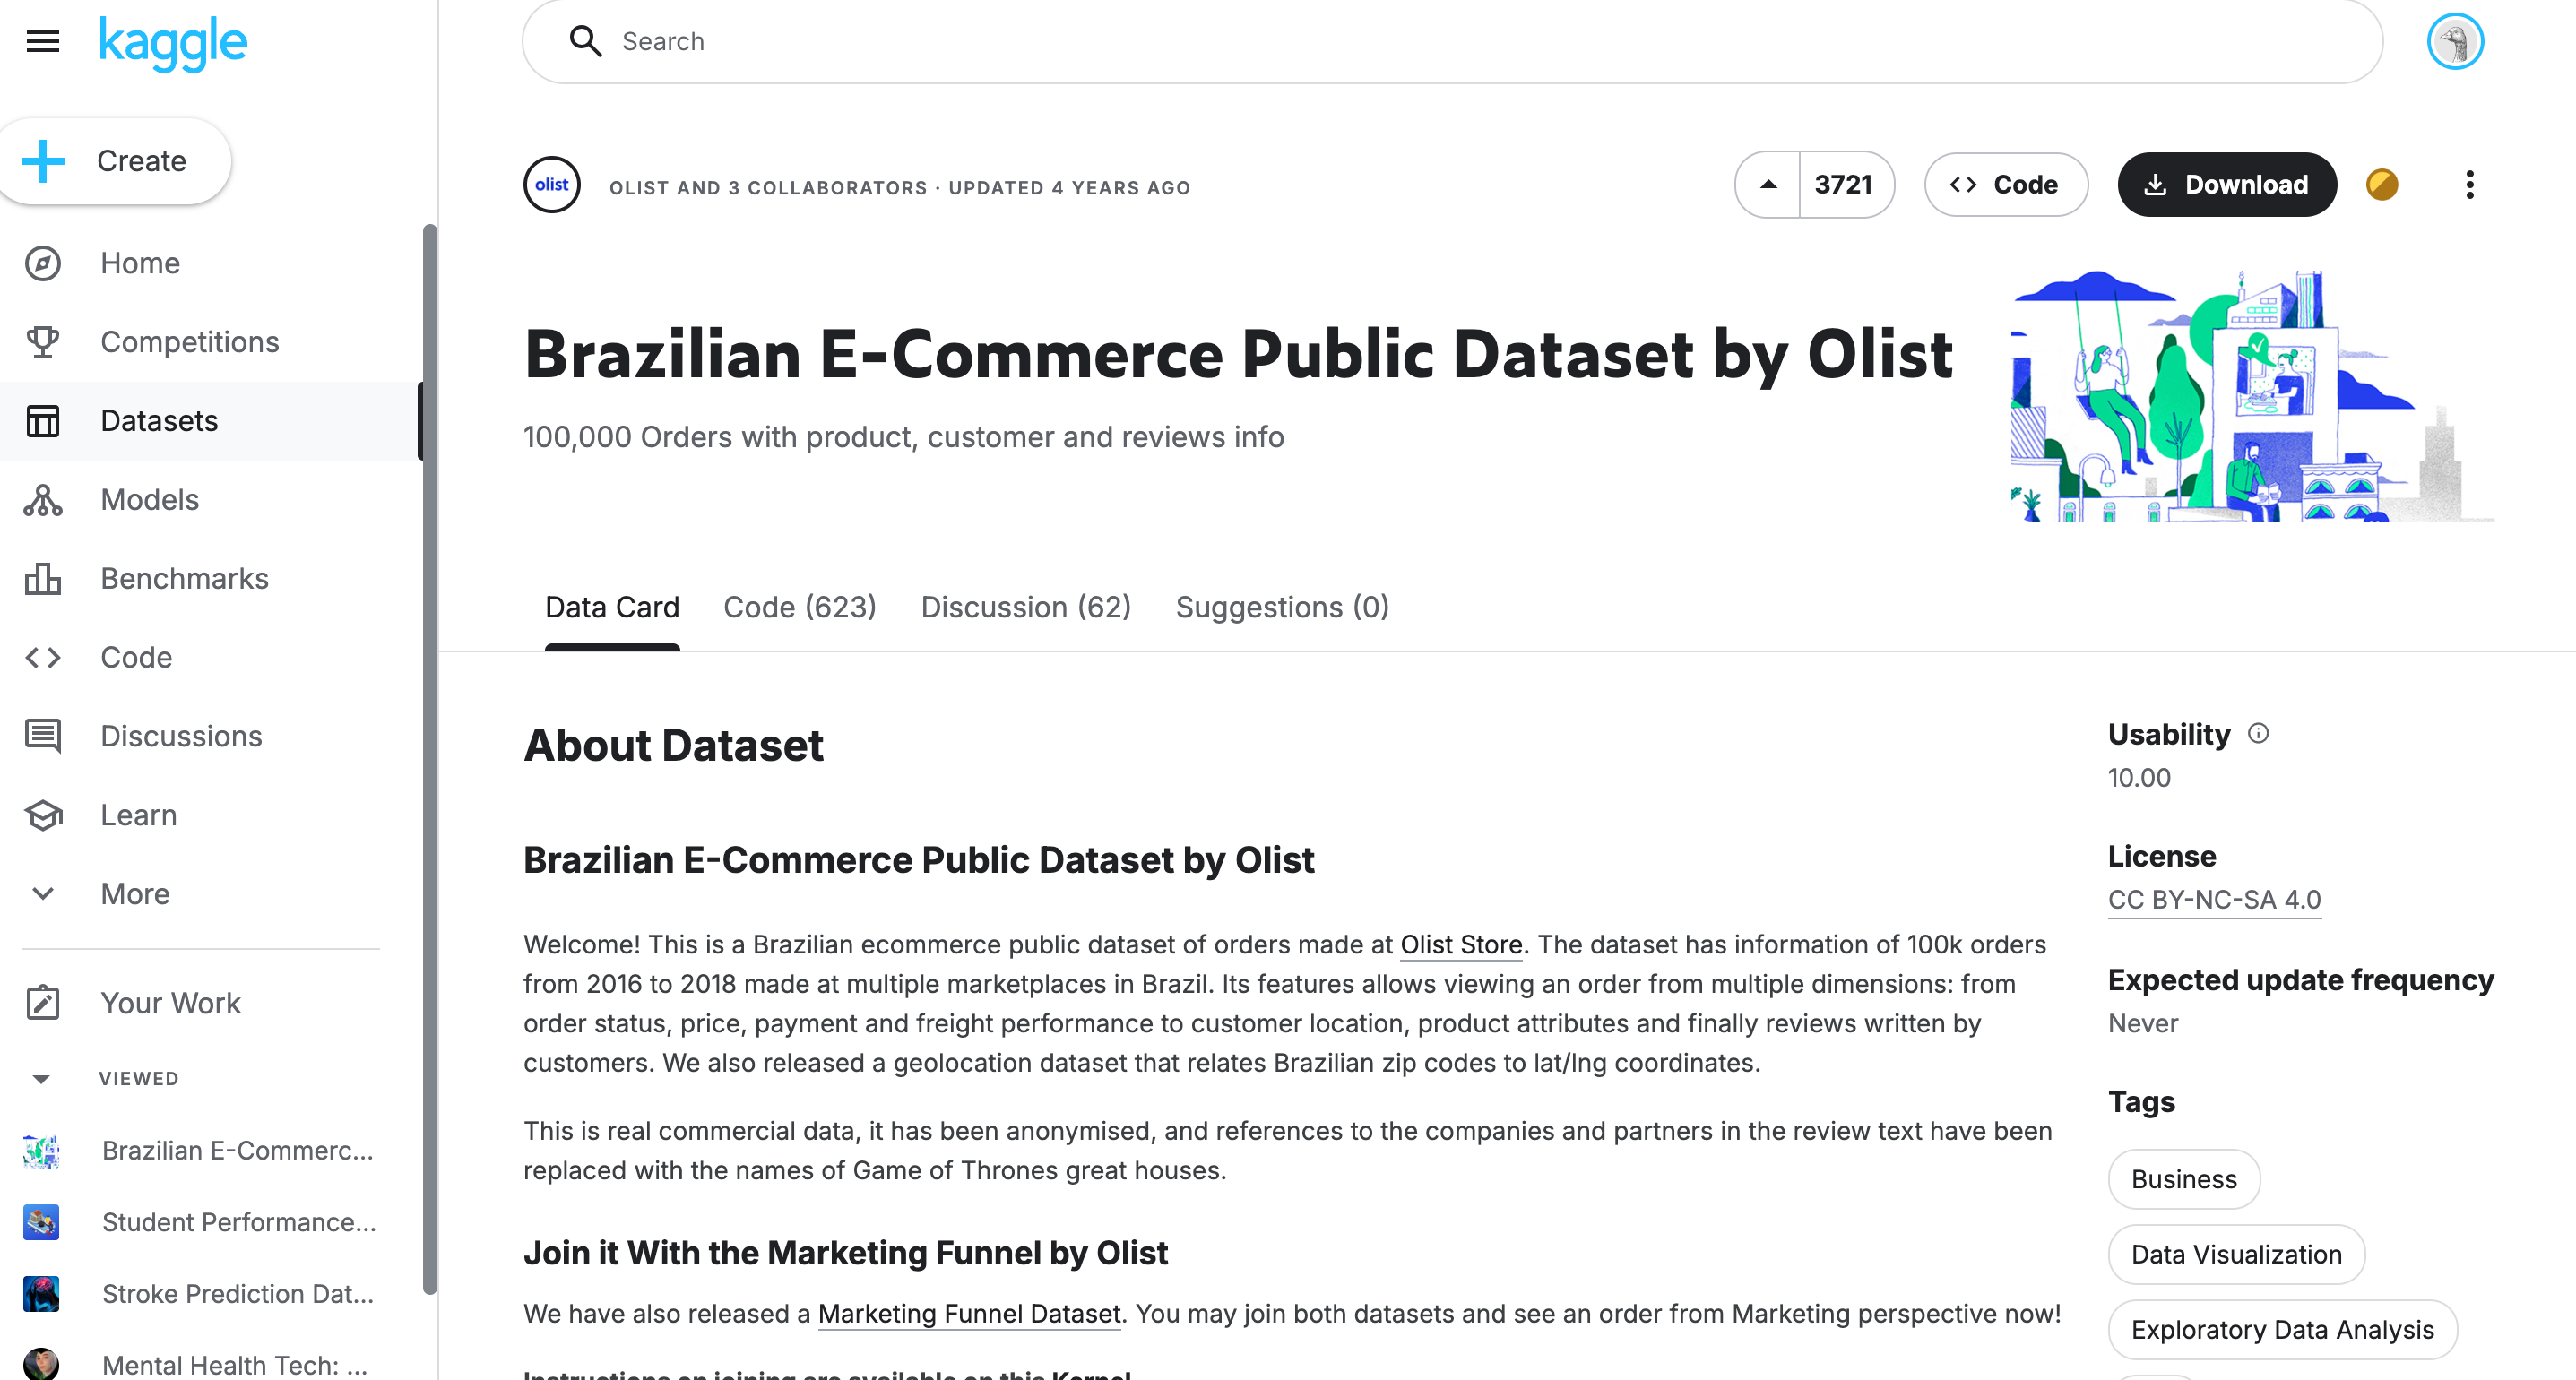 kaggle
Search
Create
Home
Competitions
Datasets
Models
Benchmarks
Code
Discussions
Learn
More
Your Work
VIEWED
Brazilian E-Commerc...
Student Performance...
Stroke Prediction Dat...
Mental Health Tech: ...
olist
OLIST AND 3 COLLABORATORS · UPDATED 4 YEARS AGO
3721
Code
Download
Brazilian E-Commerce Public Dataset by Olist
100,000 Orders with product, customer and reviews info
Data Card Code (623) Discussion (62) Suggestions (0)
About Dataset
Brazilian E-Commerce Public Dataset by Olist
Welcome! This is a Brazilian ecommerce public dataset of orders made at Olist Store. The dataset has information of 100k orders
from 2016 to 2018 made at multiple marketplaces in Brazil. Its features allows viewing an order from multiple dimensions: from
order status, price, payment and freight performance to customer location, product attributes and finally reviews written by
customers. We also released a geolocation dataset that relates Brazilian zip codes to lat/lng coordinates.
This is real commercial data, it has been anonymised, and references to the companies and partners in the review text have been
replaced with the names of Game of Thrones great houses.
Join it With the Marketing Funnel by Olist
We have also released a Marketing Funnel Dataset. You may join both datasets and see an order from Marketing perspective now!
Instructions on joining are available on this Kernel
Usability
10.00
License
CC BY-NC-SA 4.0
Expected update frequency
Never
Tags
Business
Data Visualization
Exploratory Data Analysis